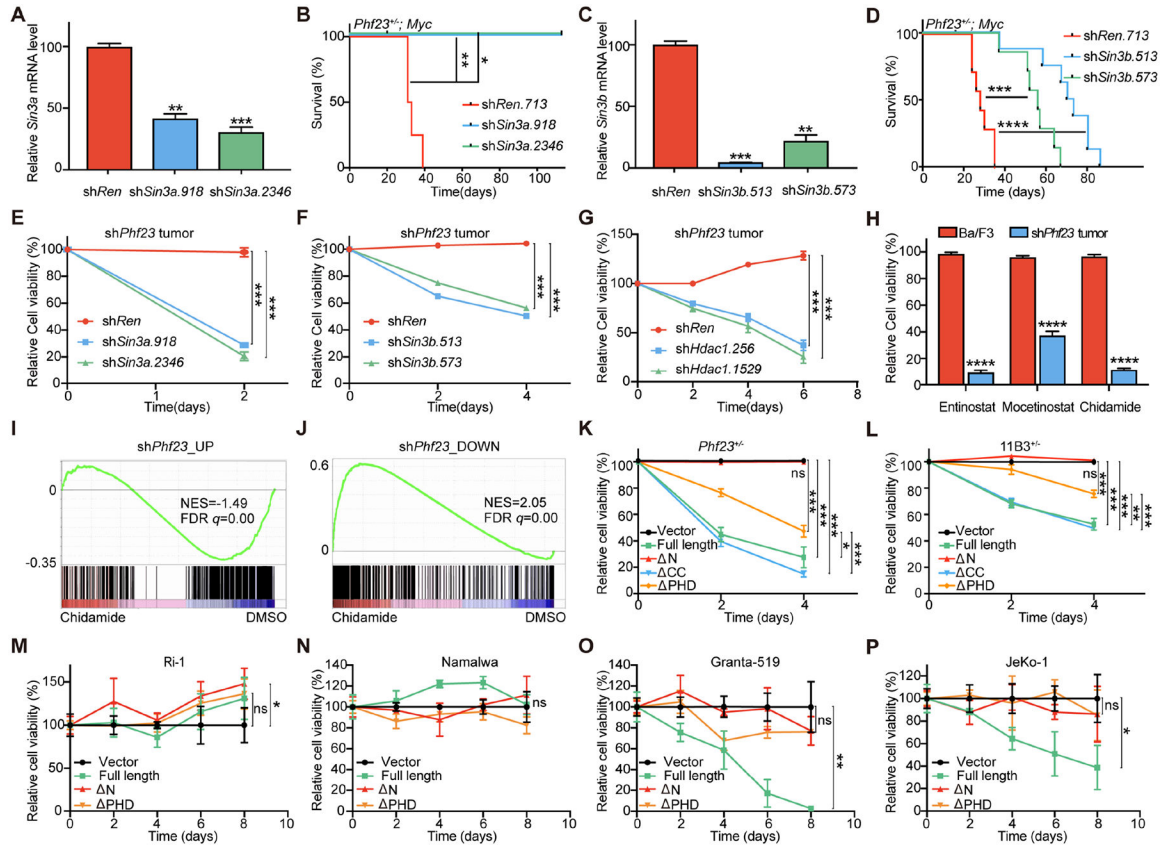 A
Relative Sin3a mRNA level
100
50
0
**
***
shRen
shSin3a.918
shSin3a.2346
B
Phf23+/-; Myc
Survival (%)
100
50
0
**
*
shRen.713
shSin3a.918
shSin3a.2346
0 20 40 60 80 100
Time(days)
C
Relative Sin3b mRNA level
100
50
0
***
**
shRen
shSin3b.513
shSin3b.573
D
Phf23+/-; Myc
Survival (%)
100
50
0
shRen.713
shSin3b.513
shSin3b.573
***
****
0 20 40 60 80
Time (days)
E
shPhf23 tumor
Relative Cell viability (%)
120
100
80
60
40
20
0
shRen
shSin3a.918
shSin3a.2346
***
***
0 1 2
Time(days)
F
shPhf23 tumor
Relative Cell viability (%)
120
100
80
60
40
20
0
shRen
shSin3b.513
shSin3b.573
***
***
0 2 4
Time(days)
G
shPhf23 tumor
Relative Cell viability (%)
150
100
50
0
shRen
shHdac1.256
shHdac1.1529
***
***
0 2 4 6 8
Time(days)
H
Ba/F3
shPhf23 tumor
Relative Cell viability (%)
100
80
60
40
20
0
****
****
****
Entinostat
Mocetinostat
Chidamide
I
shPhf23_UP
0
-0.35
NES=-1.49
FDR q=0.00
Chidamide
DMSO
J
shPhf23_DOWN
0.6
0
NES=2.05
FDR q=0.00
Chidamide
DMSO
K
Phf23+/-
Relative cell viability (%)
100
80
60
40
20
0
Vector
Full length
ΔN
ΔCC
ΔPHD
ns
***
***
***
*
***
0 2 4
Time (days)
L
11B3+/-
Relative cell viability (%)
100
80
60
40
20
0
Vector
Full length
ΔN
ΔCC
ΔPHD
ns
***
***
***
**
***
0 2 4
Time (days)
M
Ri-1
Relative cell viability (%)
150
100
50
0
Vector
Full length
ΔN
ΔPHD
ns
*
0 2 4 6 8 10
Time (days)
N
Namalwa
Relative cell viability (%)
140
120
100
80
60
40
20
0
Vector
Full length
ΔN
ΔPHD
ns
0 2 4 6 8 10
Time (days)
O
Granta-519
Relative cell viability (%)
140
120
100
80
60
40
20
0
Vector
Full length
ΔN
ΔPHD
ns
**
0 2 4 6 8 10
Time (days)
P
JeKo-1
Relative cell viability (%)
120
100
80
60
40
20
0
Vector
Full length
ΔN
ΔPHD
ns
*
0 2 4 6 8 10
Time (days)